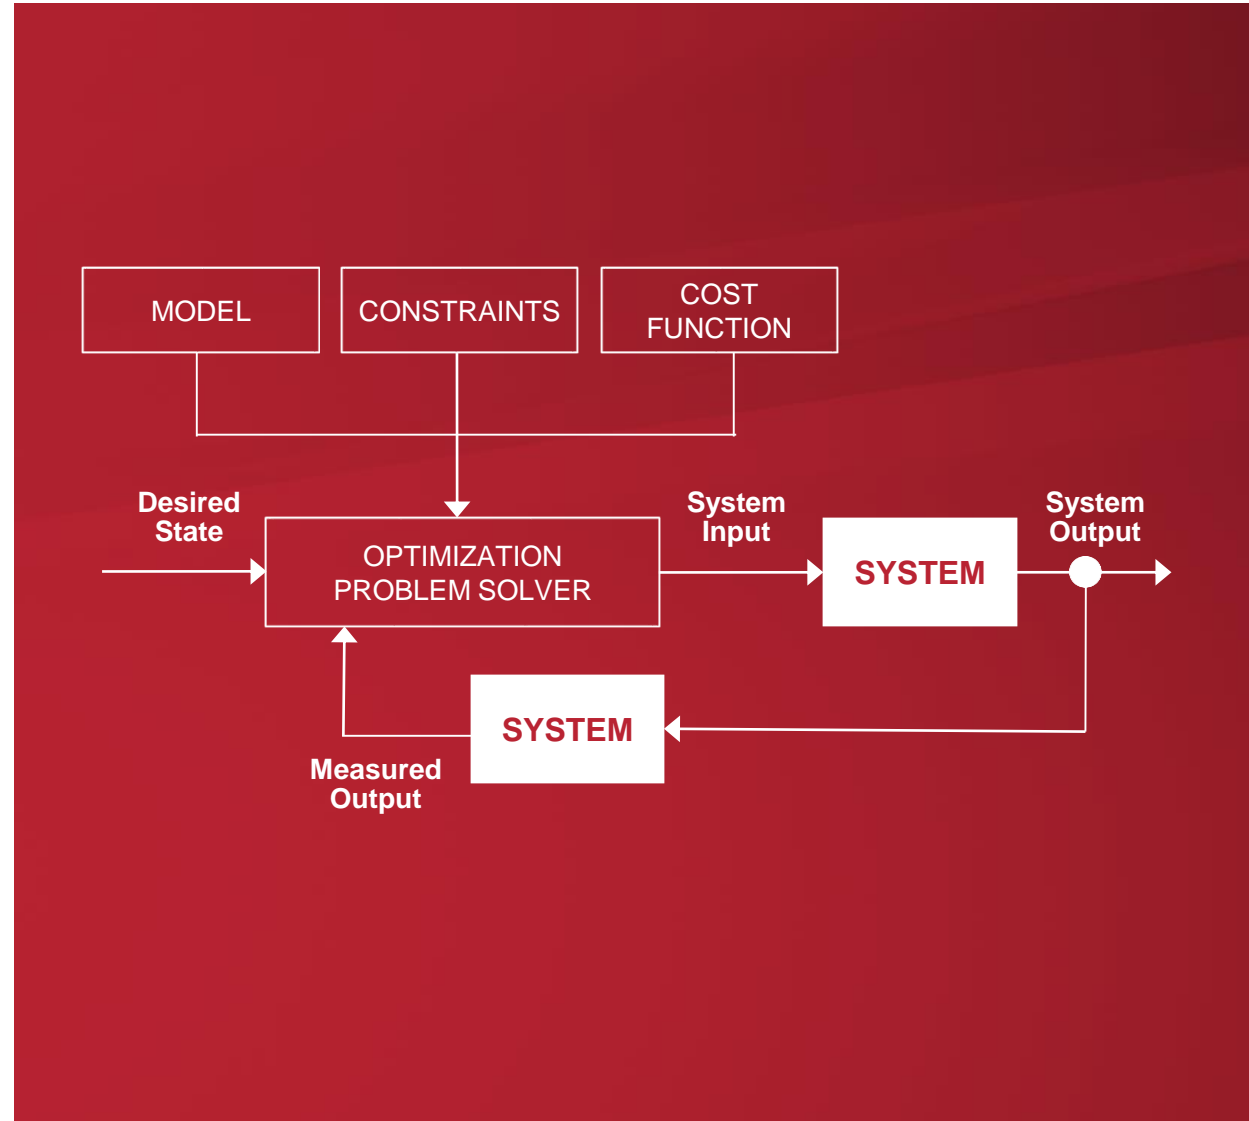 MODEL
CONSTRAINTS
COST
FUNCTION
Desired
State
OPTIMIZATION
PROBLEM SOLVER
System
Input
SYSTEM
System
Output
SYSTEM
Measured
Output